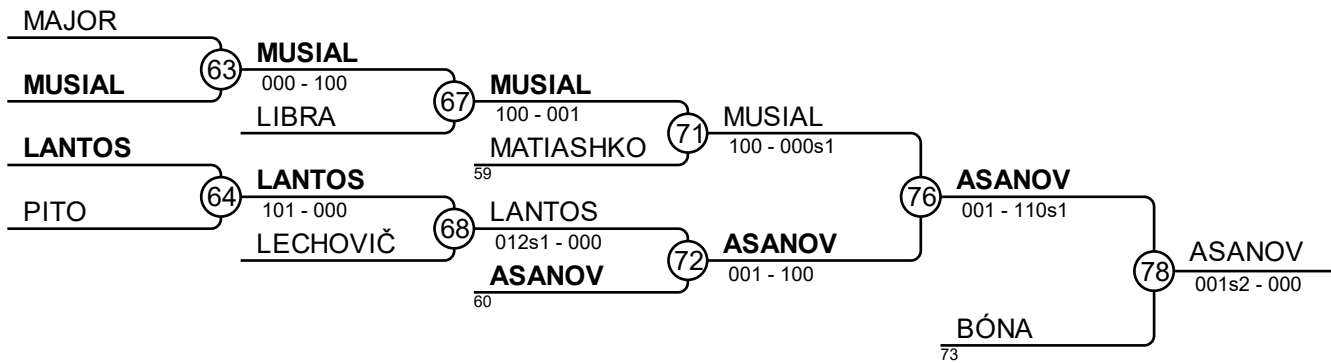 MAJOR
63
MUSIAL
000 - 100
MUSIAL
67
MUSIAL
100 - 001
LIBRA
71
MUSIAL
100 - 000s1
LANTOS
MATIASHKO
59
64
LANTOS
101 - 000
76
ASANOV
001 - 110s1
PITO
68
LANTOS
012s1 - 000
LECHOVIČ
72
ASANOV
001 - 100
ASANOV
60
78
ASANOV
001s2 - 000
BÓNA
73